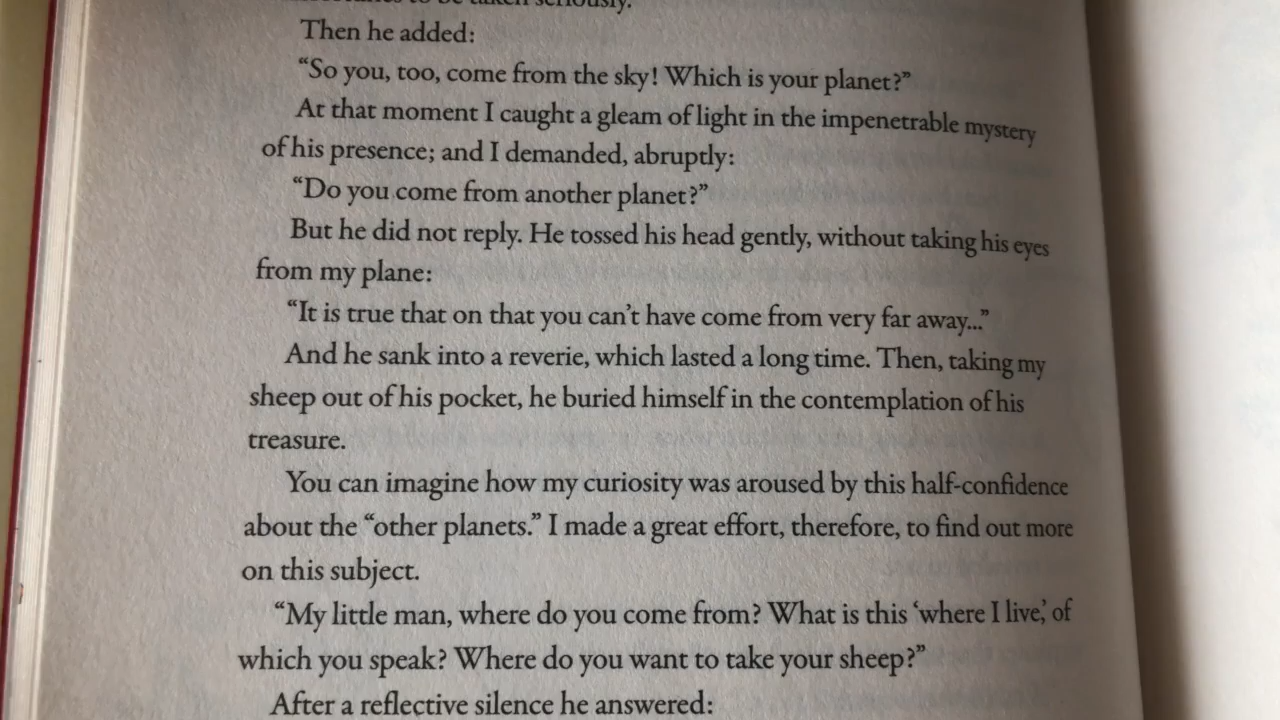 to be taken seriously.
Then he added:
“So you, too, come from the sky! Which is your planet?”
At that moment I caught a gleam of light in the impenetrable mystery
of his presence; and I demanded, abruptly:
“Do you come from another planet?”
But he did not reply. He tossed his head gently, without taking his eyes
from my plane:
“It is true that on that you can’t have come from very far away...”
And he sank into a reverie, which lasted a long time. Then, taking my
sheep out of his pocket, he buried himself in the contemplation of his
treasure.
You can imagine how my curiosity was aroused by this half-confidence
about the “other planets.” I made a great effort, therefore, to find out more
on this subject.
“My little man, where do you come from? What is this ‘where I live,’ of
which you speak? Where do you want to take your sheep?”
After a reflective silence he answered: